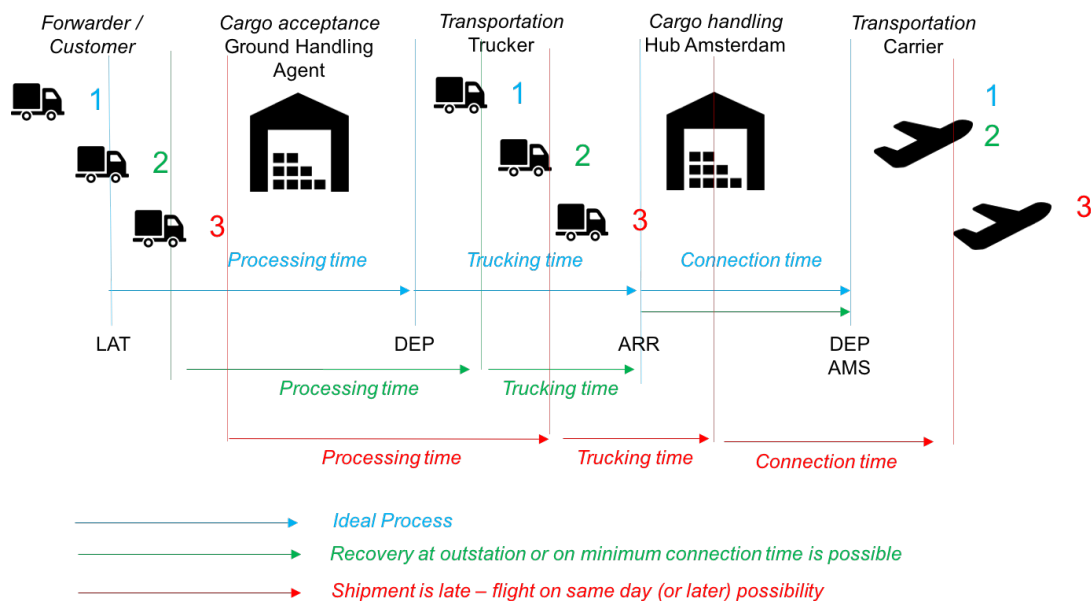 Forwarder /
Customer
Cargo acceptance
Ground Handling
Agent
Transportation
Trucker
Cargo handling
Hub Amsterdam
Transportation
Carrier
1
2
3
1
2
3
1
2
3
Processing time
Trucking time
Connection time
LAT
DEP
ARR
DEP
AMS
Processing time
Trucking time
Processing time
Trucking time
Connection time
Ideal Process
Recovery at outstation or on minimum connection time is possible
Shipment is late – flight on same day (or later) possibility